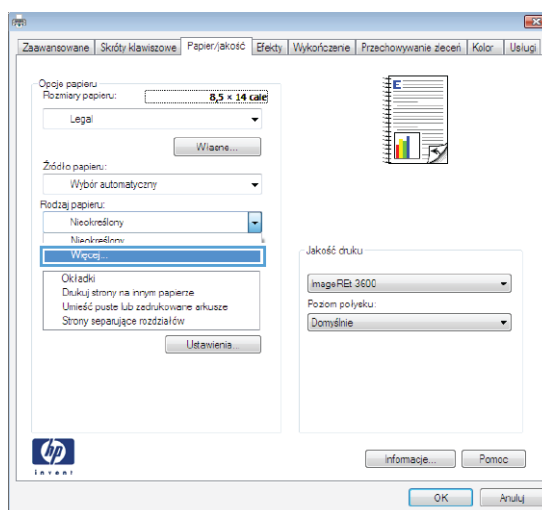 Zaawansowane Skróty klawiszowe Papier/jakość Efekty Wykończenie Przechowywanie zleceń Kolor Usługi
Opcje papieru
Rozmiary papieru: 8,5 × 14 cale
Legal
Własne...
Źródło papieru:
Wybór automatyczny
Rodzaj papieru:
Nieokreślony
Nieokreślony
Więcej...
Okładki
Drukuj strony na innym papierze
Umieść puste lub zadrukowane arkusze
Strony separujące rozdziałów
Ustawienia...
E
Jakość druku
ImageREt 3600
Poziom połysku:
Domyślnie
hp
invent
Informacje... Pomoc
OK Anuluj